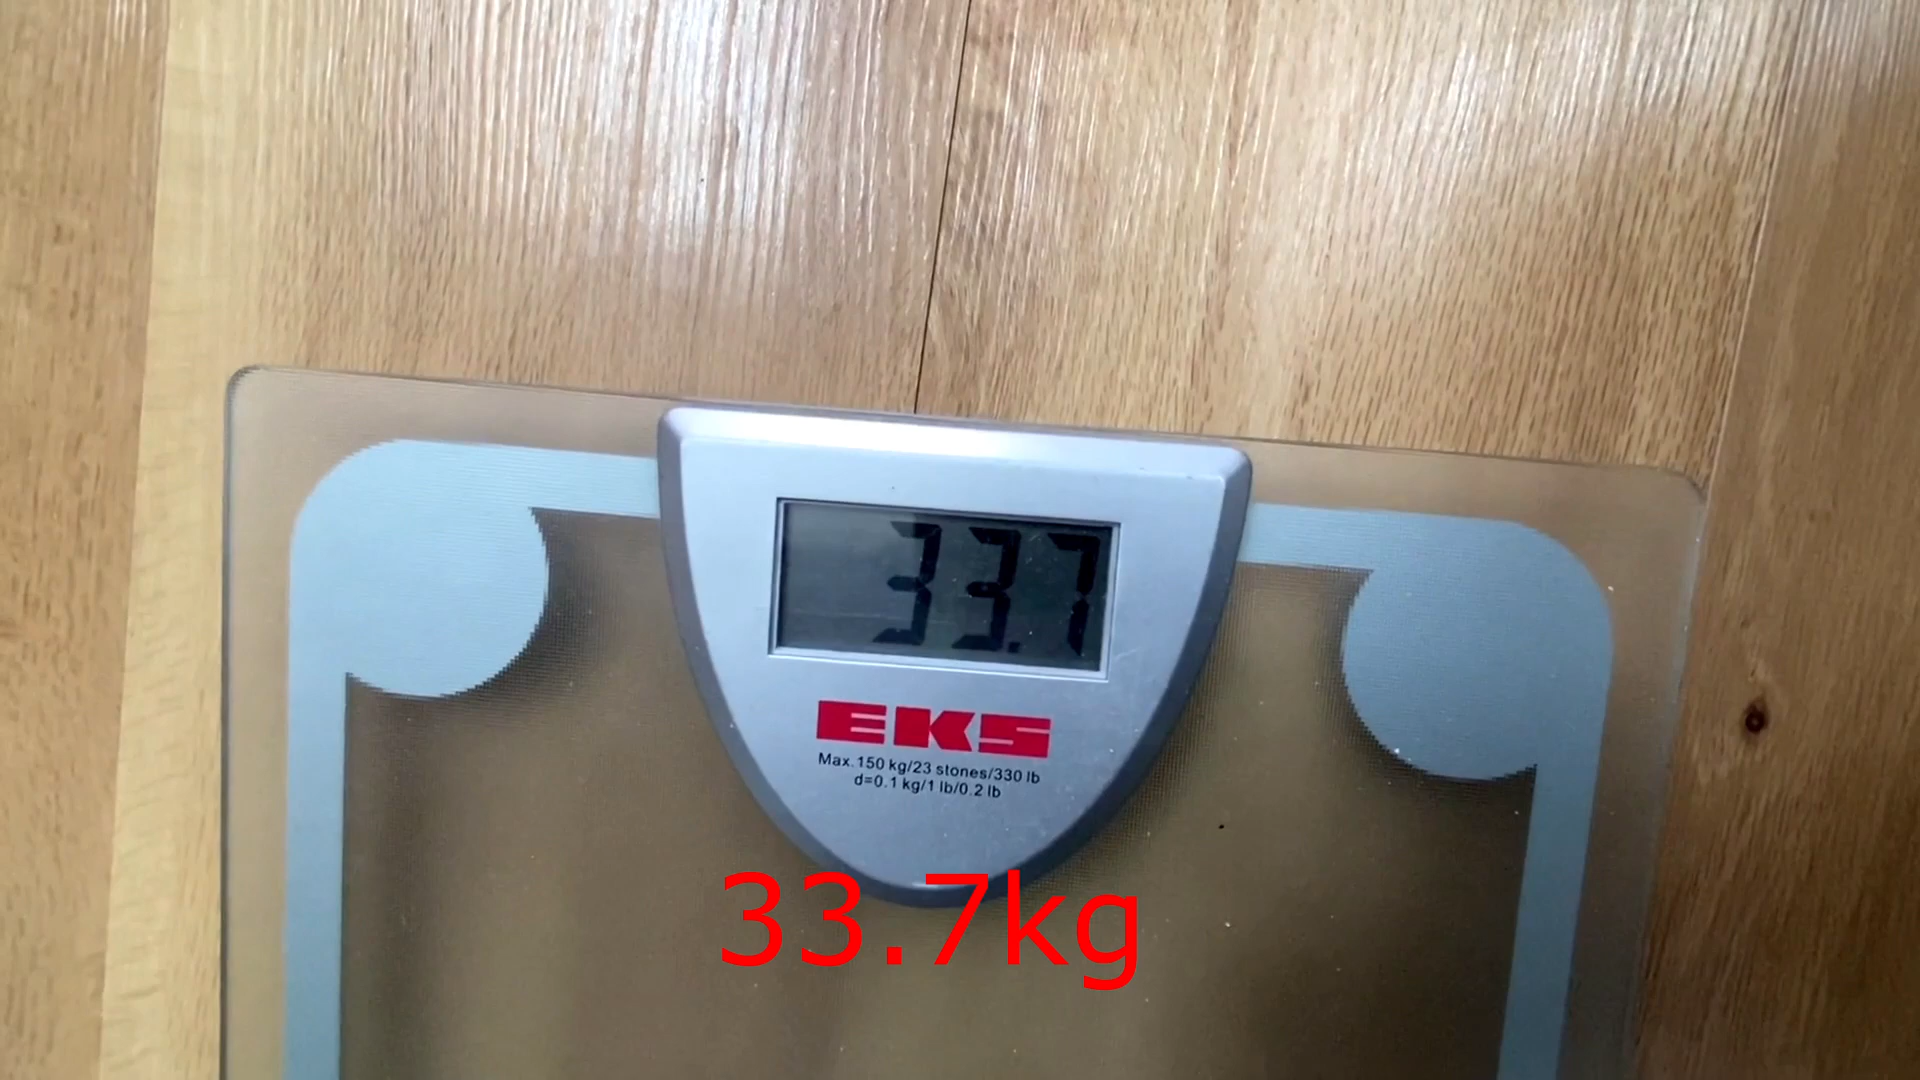 33.7
EKS
Max.150 kg/23 stones/330 lb
d=0.1 kg/1 lb/0.2 lb
33.7kg